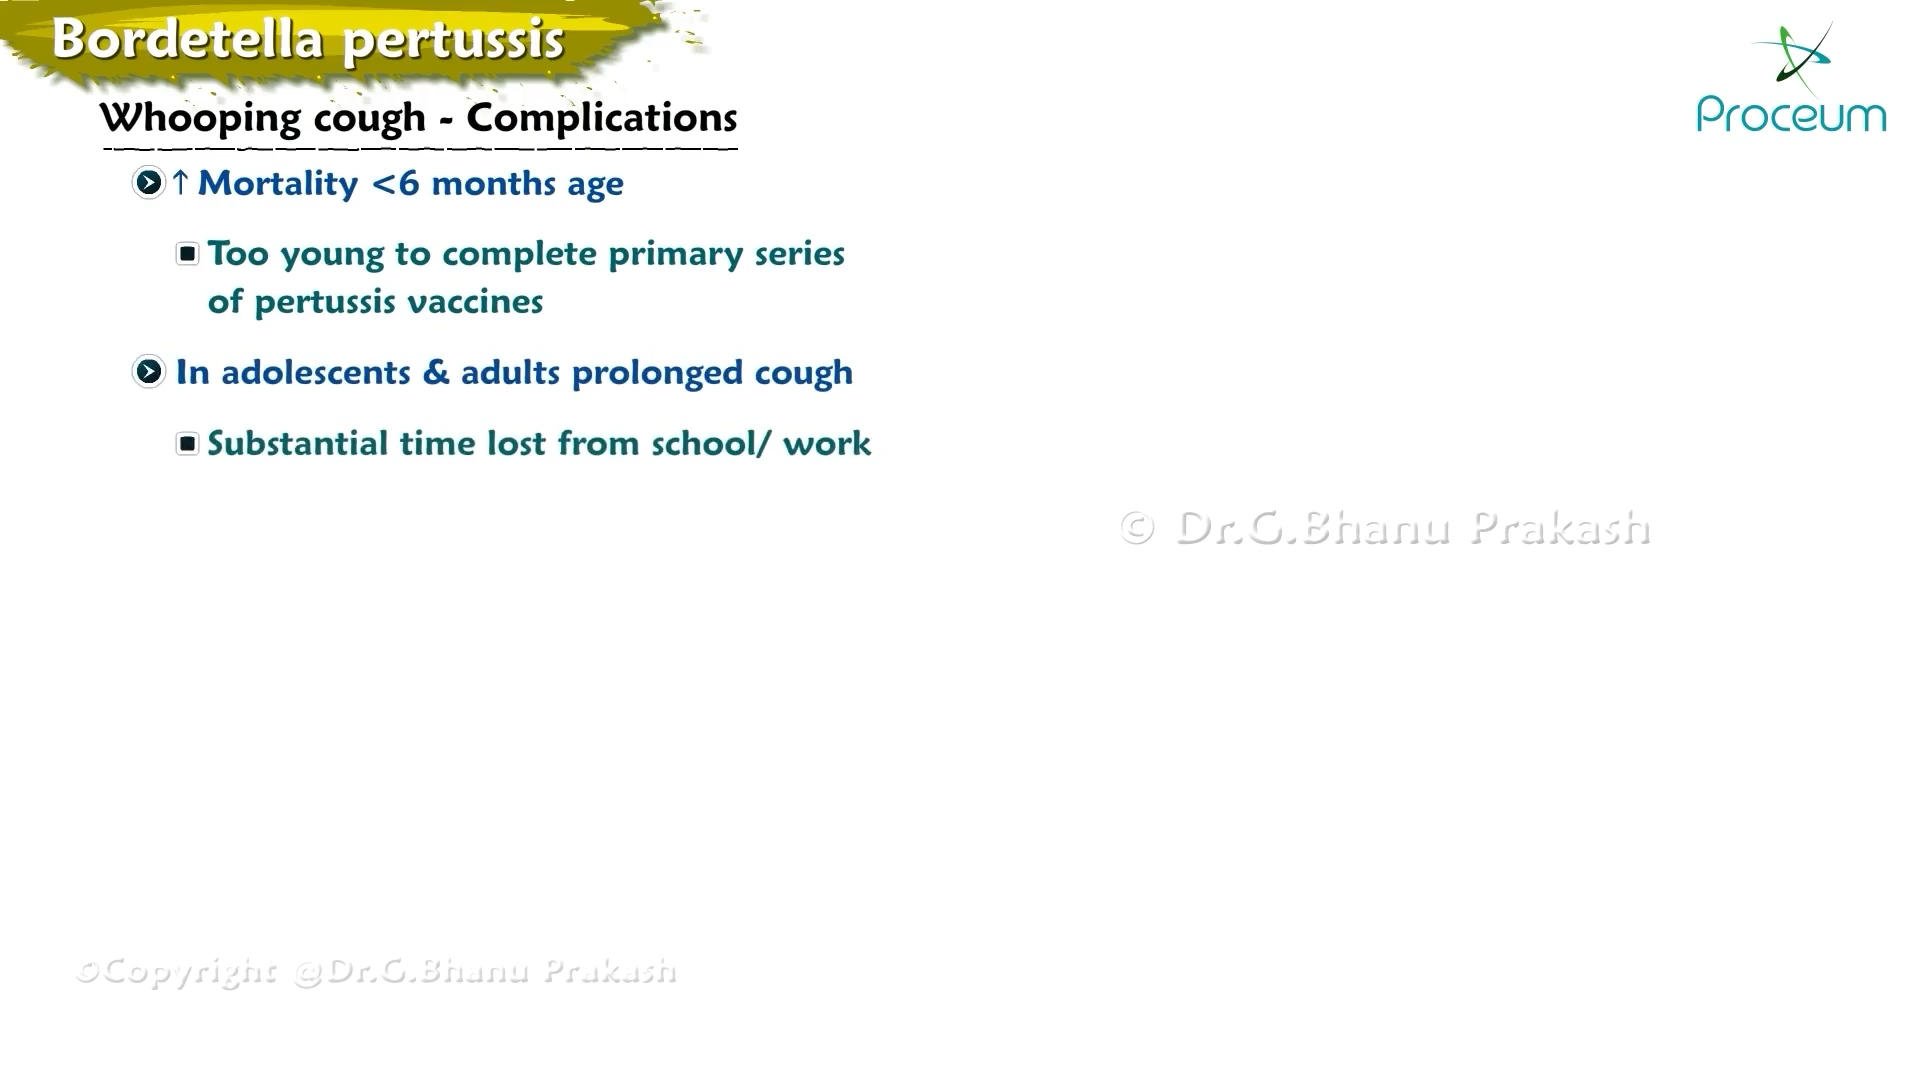 Bordetella pertussis
Proceum
Whooping cough - Complications
↑ Mortality <6 months age
Too young to complete primary series
of pertussis vaccines
In adolescents & adults prolonged cough
Substantial time lost from school/ work
© Dr.G.Bhanu Prakash
©Copyright @Dr.G.Bhanu Prakash